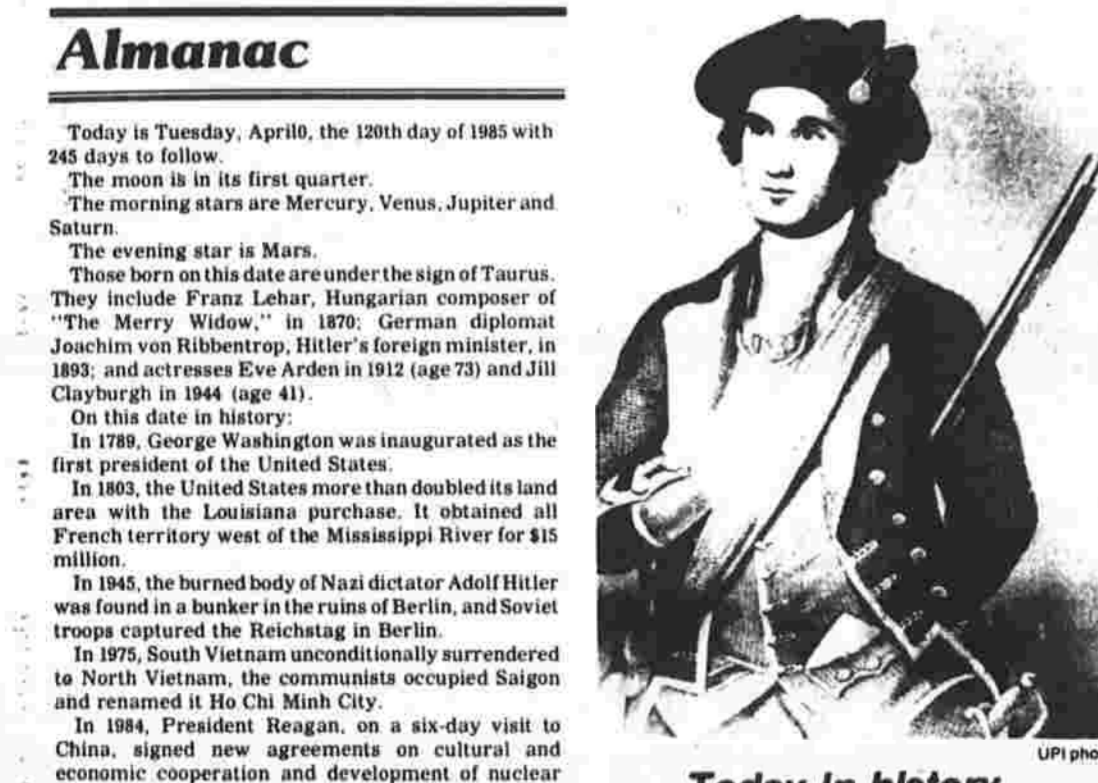 Almanac
Today is Tuesday, April0, the 120th day of 1985 with
245 days to follow.
The moon is in its first quarter.
The morning stars are Mercury, Venus, Jupiter and
Saturn.
The evening star is Mars.
Those born on this date are under the sign of Taurus.
They include Franz Lehar, Hungarian composer of
"The Merry Widow," in 1870; German diplomat
Joachim von Ribbentrop, Hitler's foreign minister, in
1893; and actresses Eve Arden in 1912 (age 73) and Jill
Clayburgh in 1944 (age 41).
On this date in history:
In 1789, George Washington was inaugurated as the
first president of the United States.
In 1803, the United States more than doubled its land
area with the Louisiana purchase. It obtained all
French territory west of the Mississippi River for $15
million.
In 1945, the burned body of Nazi dictator Adolf Hitler
was found in a bunker in the ruins of Berlin, and Soviet
troops captured the Reichstag in Berlin.
In 1975, South Vietnam unconditionally surrendered
to North Vietnam, the communists occupied Saigon
and renamed it Ho Chi Minh City.
In 1984, President Reagan, on a six-day visit to
China, signed new agreements on cultural and
economic cooperation and development of nuclear
UPI pho
Today in history